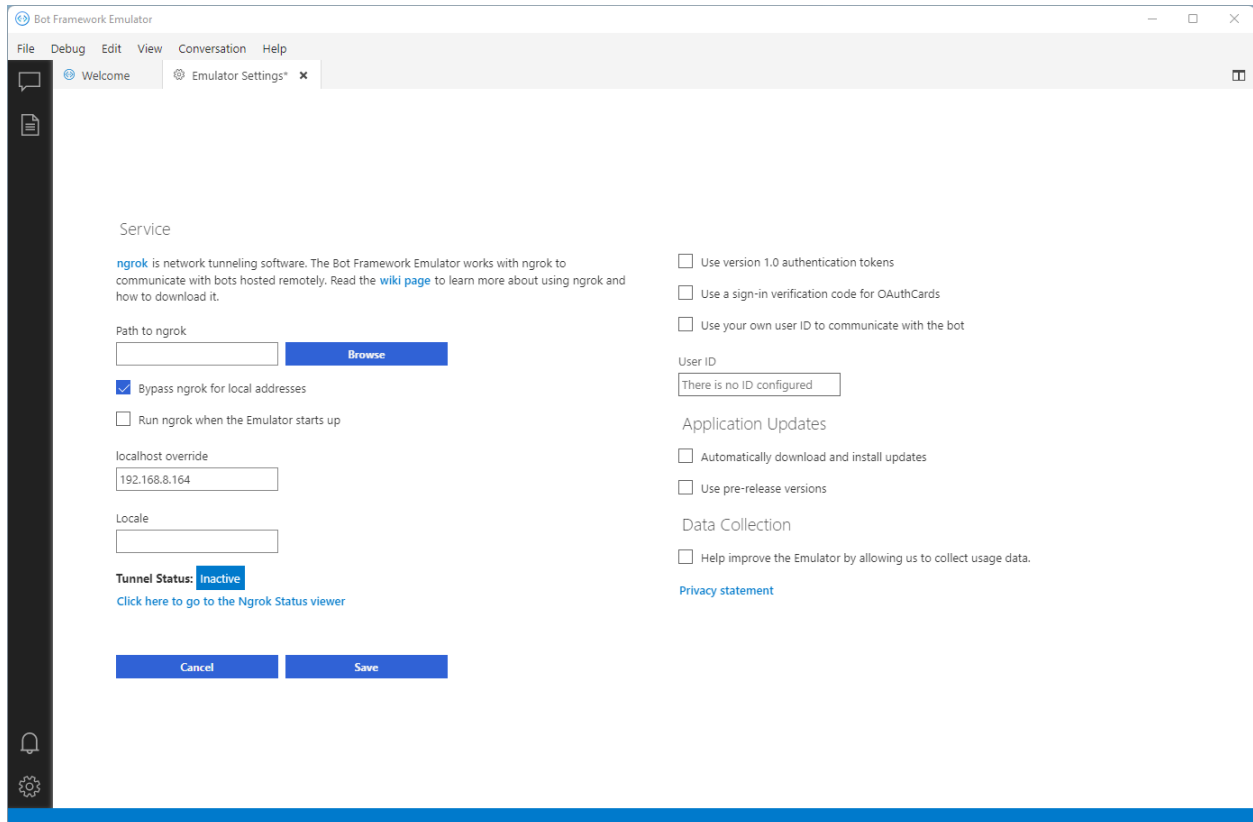 Bot Framework Emulator
File Debug Edit View Conversation Help
Welcome
Emulator Settings*
Service
ngrok is network tunneling software. The Bot Framework Emulator works with ngrok to
communicate with bots hosted remotely. Read the wiki page to learn more about using ngrok and
how to download it.
Path to ngrok
Browse
Bypass ngrok for local addresses
Run ngrok when the Emulator starts up
localhost override
192.168.8.164
Locale
Tunnel Status: Inactive
Click here to go to the Ngrok Status viewer
Cancel
Save
Use version 1.0 authentication tokens
Use a sign-in verification code for OAuthCards
Use your own user ID to communicate with the bot
User ID
There is no ID configured
Application Updates
Automatically download and install updates
Use pre-release versions
Data Collection
Help improve the Emulator by allowing us to collect usage data.
Privacy statement